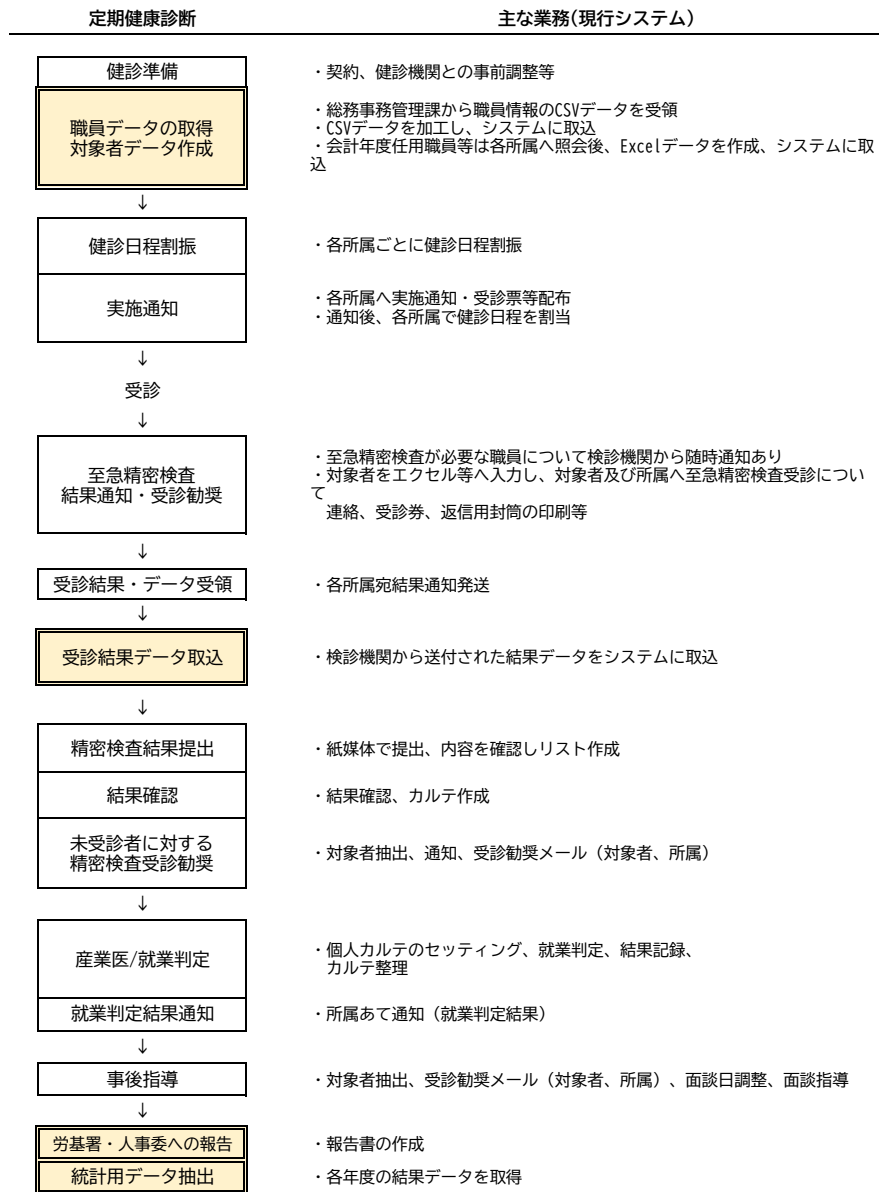 定期健康診断 主な業務(現行システム)
健診準備 ・契約、健診機関との事前調整等
職員データの取得
対象者データ作成
・総務事務管理課から職員情報のCSVデータを受領
・CSVデータを加工し、システムに取込
・会計年度任用職員等は各所属へ照会後、Excelデータを作成、システムに取
込
↓
健診日程割振 ・各所属ごとに健診日程割振
実施通知
・各所属へ実施通知・受診票等配布
・通知後、各所属で健診日程を割当
↓
受診
↓
至急精密検査
結果通知・受診勧奨
・至急精密検査が必要な職員について検診機関から随時通知あり
・対象者をエクセル等へ入力し、対象者及び所属へ至急精密検査受診につい
て
連絡、受診券、返信用封筒の印刷等
↓
受診結果・データ受領 ・各所属宛結果通知発送
↓
受診結果データ取込 ・検診機関から送付された結果データをシステムに取込
↓
精密検査結果提出 ・紙媒体で提出、内容を確認しリスト作成
結果確認 ・結果確認、カルテ作成
未受診者に対する
精密検査受診勧奨
・対象者抽出、通知、受診勧奨メール（対象者、所属）
↓
産業医/就業判定
・個人カルテのセッティング、就業判定、結果記録、
カルテ整理
就業判定結果通知 ・所属あて通知（就業判定結果）
↓
事後指導 ・対象者抽出、受診勧奨メール（対象者、所属）、面談日調整、面談指導
↓
労基署・人事委への報告 ・報告書の作成
統計用データ抽出 ・各年度の結果データを取得